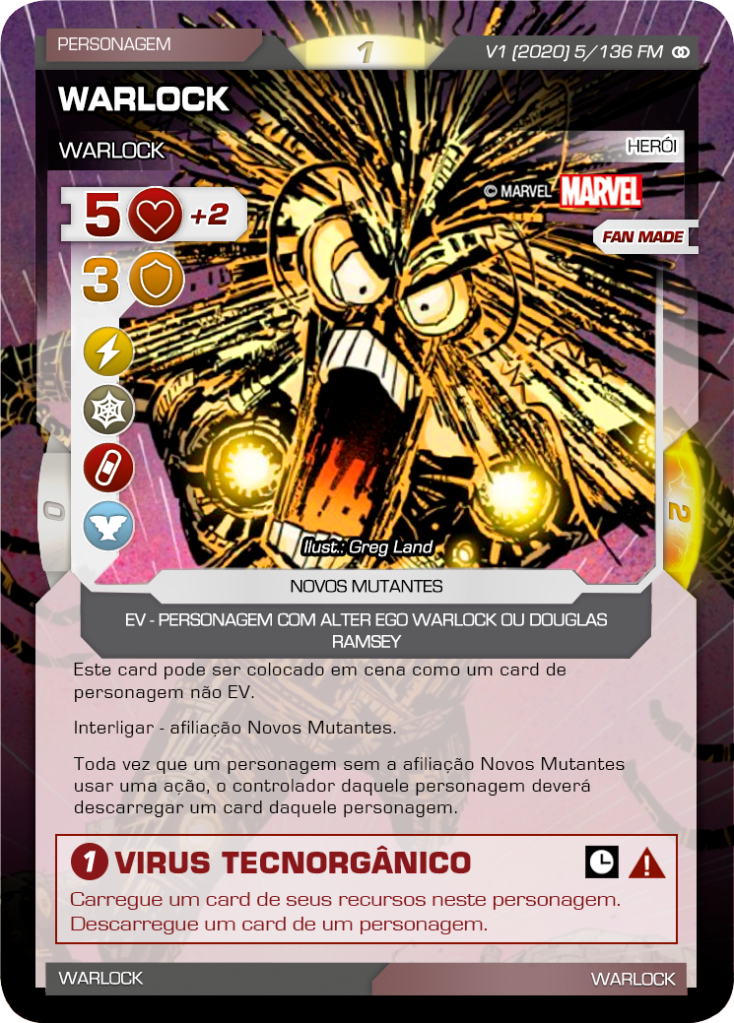 PERSONAGEM
1
V1 (2020) 5/136 FM
WARLOCK
WARLOCK
HERÓI
© MARVEL MARVEL
5 +2
FAN MADE
3
0
2
Ilust.: Greg Land
NOVOS MUTANTES
EV - PERSONAGEM COM ALTER EGO WARLOCK OU DOUGLAS
RAMSEY
Este card pode ser colocado em cena como um card de
personagem não EV.
Interligar - afiliação Novos Mutantes.
Toda vez que um personagem sem a afiliação Novos Mutantes
usar uma ação, o controlador daquele personagem deverá
descarregar um card daquele personagem.
1 VIRUS TECNORGÂNICO
Carregue um card de seus recursos neste personagem.
Descarregue um card de um personagem.
WARLOCK
WARLOCK